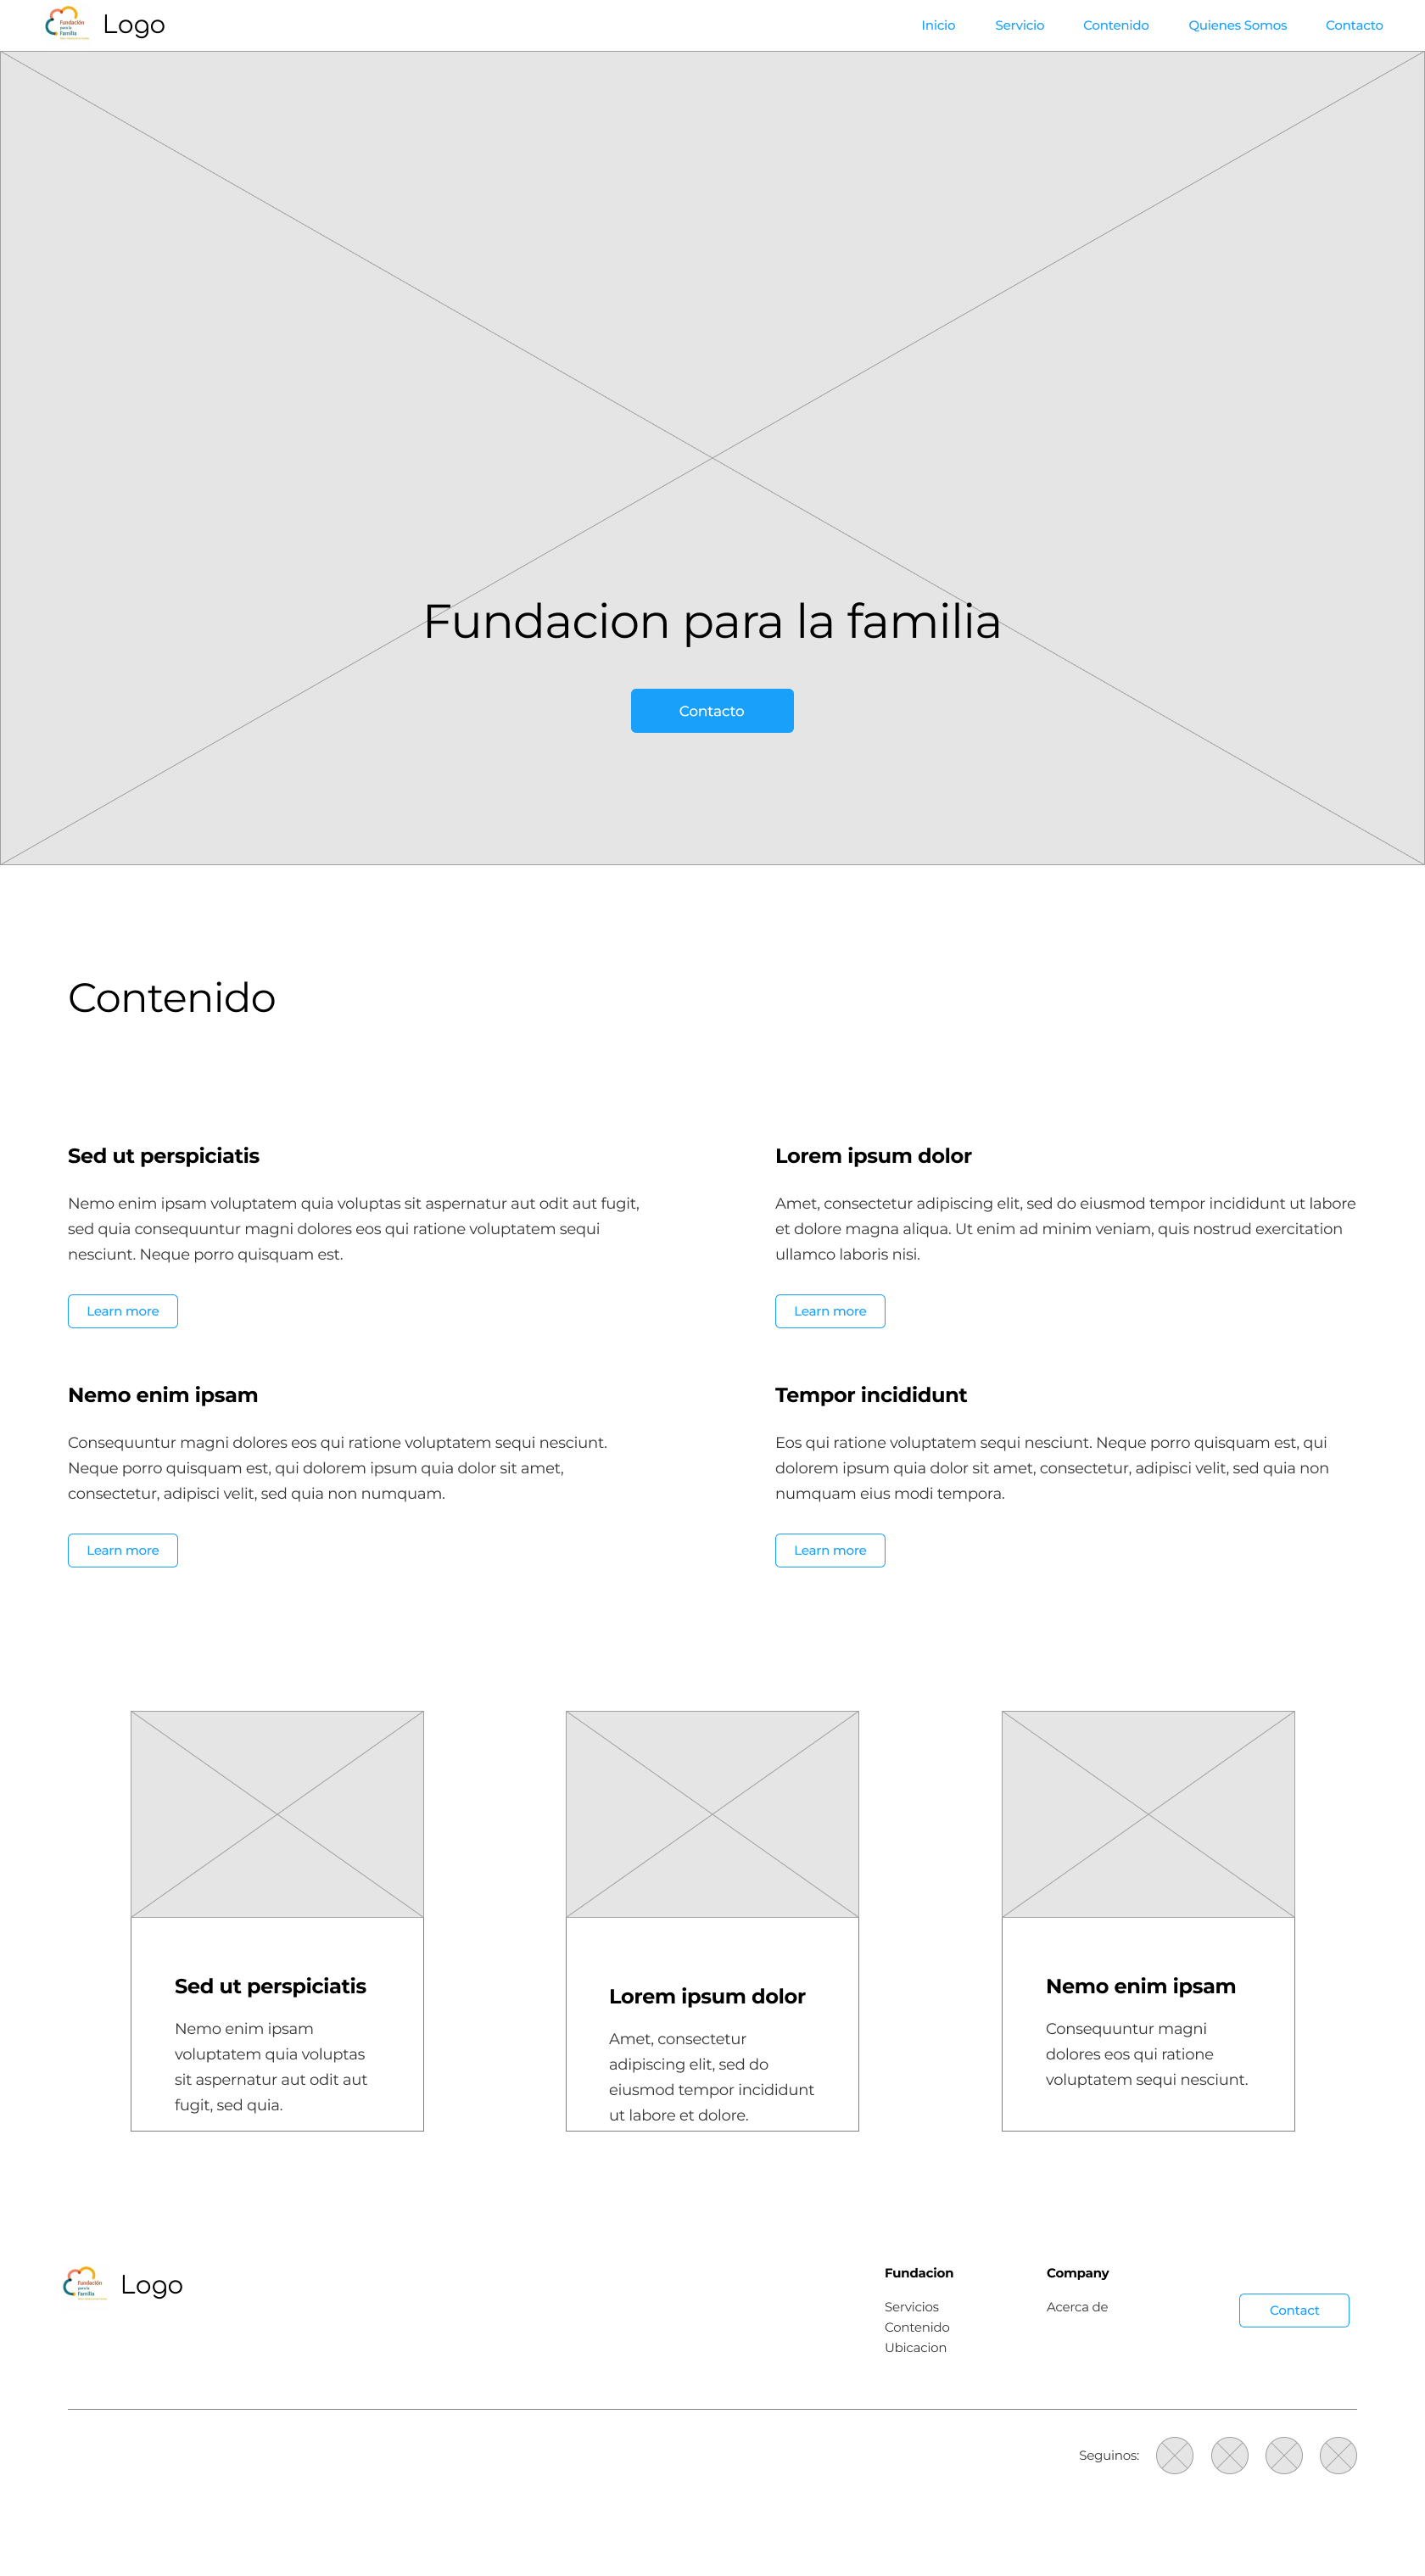 Fundación
para la
Familia
Logo
Inicio
Servicio
Contenido
Quienes Somos
Contacto
Fundacion para la familia
Contacto
Contenido
Sed ut perspiciatis
Nemo enim ipsam voluptatem quia voluptas sit aspernatur aut odit aut fugit,
sed quia consequuntur magni dolores eos qui ratione voluptatem sequi
nesciunt. Neque porro quisquam est.
Learn more
Lorem ipsum dolor
Amet, consectetur adipiscing elit, sed do eiusmod tempor incididunt ut labore
et dolore magna aliqua. Ut enim ad minim veniam, quis nostrud exercitation
ullamco laboris nisi.
Learn more
Nemo enim ipsam
Consequuntur magni dolores eos qui ratione voluptatem sequi nesciunt.
Neque porro quisquam est, qui dolorem ipsum quia dolor sit amet,
consectetur, adipisci velit, sed quia non numquam.
Learn more
Tempor incididunt
Eos qui ratione voluptatem sequi nesciunt. Neque porro quisquam est, qui
dolorem ipsum quia dolor sit amet, consectetur, adipisci velit, sed quia non
numquam eius modi tempora.
Learn more
Sed ut perspiciatis
Nemo enim ipsam
voluptatem quia voluptas
sit aspernatur aut odit aut
fugit, sed quia.
Lorem ipsum dolor
Amet, consectetur
adipiscing elit, sed do
eiusmod tempor incididunt
ut labore et dolore.
Nemo enim ipsam
Consequuntur magni
dolores eos qui ratione
voluptatem sequi nesciunt.
Fundación
para la
Familia
Logo
Fundacion
Servicios
Contenido
Ubicacion
Company
Acerca de
Contact
Seguinos: